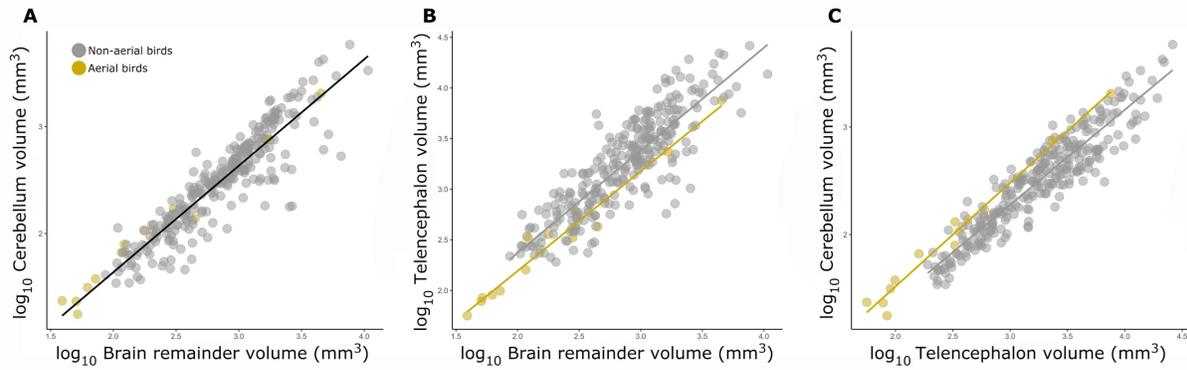 A
Non-aerial birds
Aerial birds
log10 Cerebellum volume (mm3)
3
2
1.5 2.0 2.5 3.0 3.5 4.0
log10 Brain remainder volume (mm3)
B
log10 Telencephalon volume (mm3)
4.5
4.0
3.5
3.0
2.5
2.0
1.5 2.0 2.5 3.0 3.5 4.0
log10 Brain remainder volume (mm3)
C
log10 Cerebellum volume (mm3)
3
2
2.0 2.5 3.0 3.5 4.0 4.5
log10 Telencephalon volume (mm3)